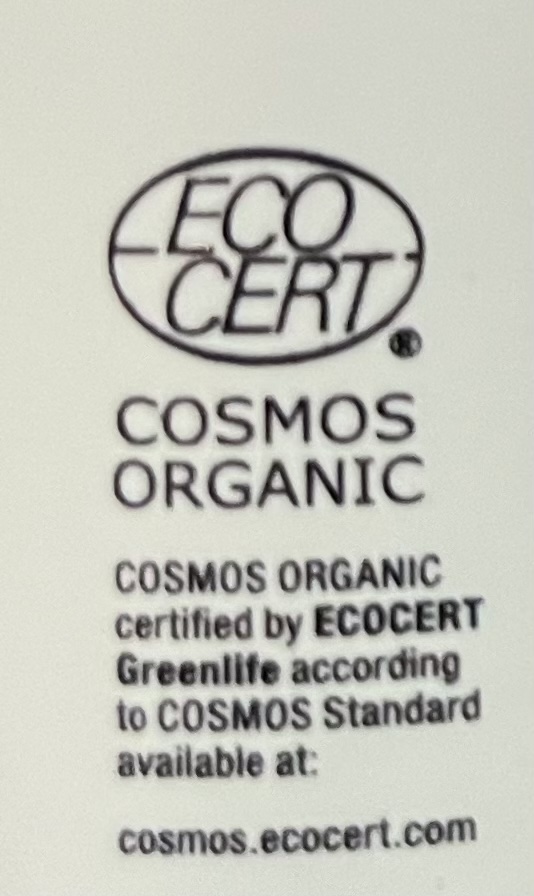 ECO
CERT®
COSMOS
ORGANIC
COSMOS ORGANIC
certified by ECOCERT
Greenlife according
to COSMOS Standard
available at:
cosmos.ecocert.com